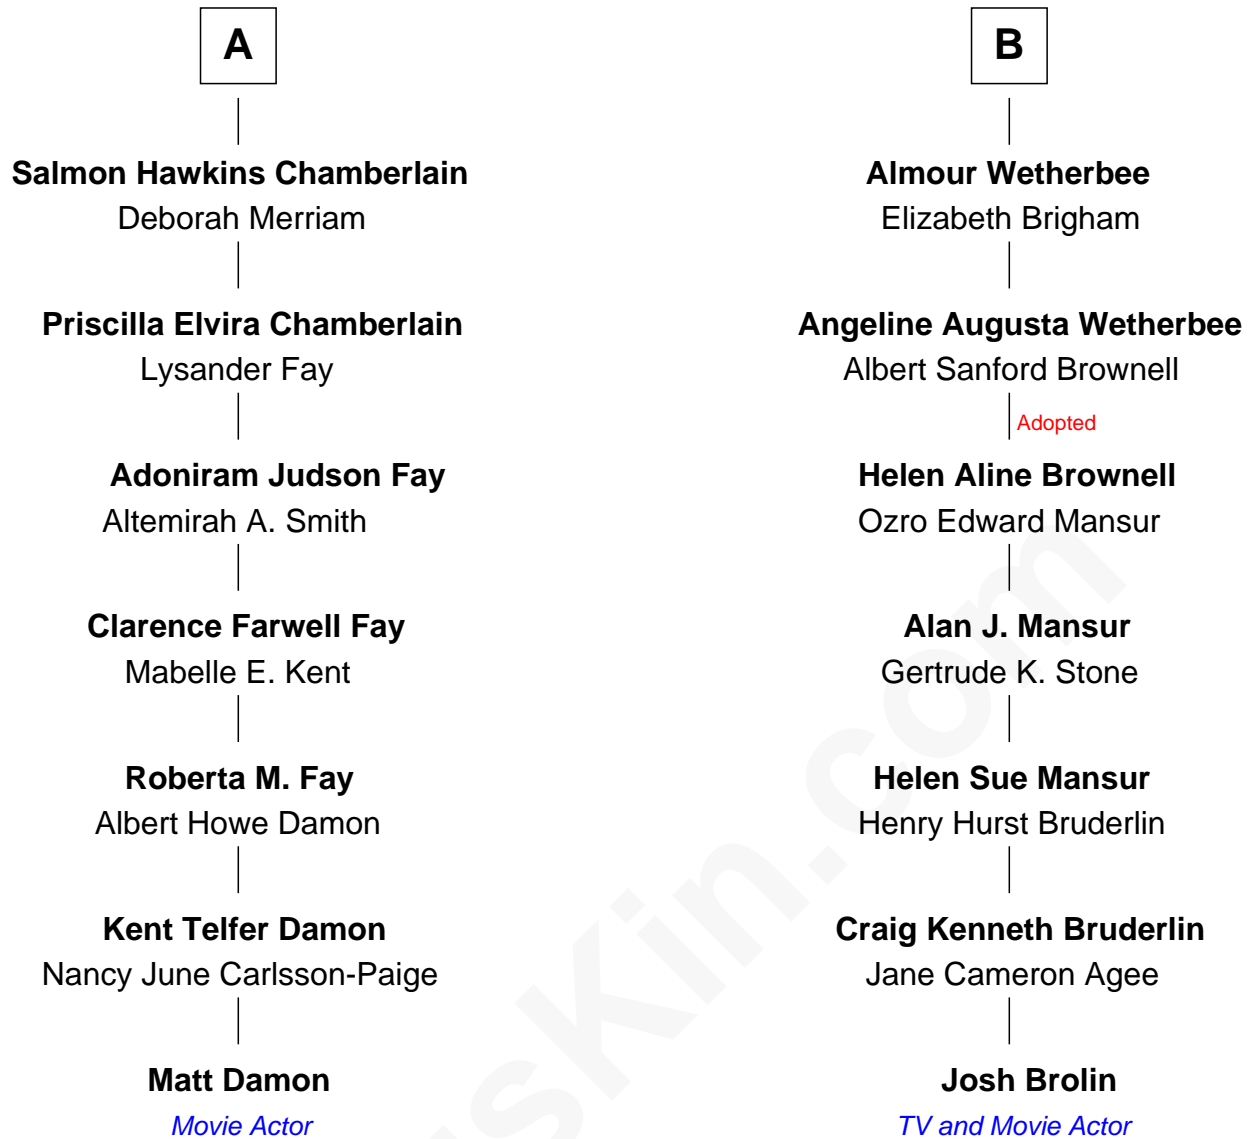 A
Salmon Hawkins Chamberlain
Deborah Merriam
Priscilla Elvira Chamberlain
Lysander Fay
Adoniram Judson Fay
Altemirah A. Smith
Clarence Farwell Fay
Mabelle E. Kent
Roberta M. Fay
Albert Howe Damon
Kent Telfer Damon
Nancy June Carlsson-Paige
Matt Damon
Movie Actor
B
Almour Wetherbee
Elizabeth Brigham
Angeline Augusta Wetherbee
Albert Sanford Brownell
Adopted
Helen Aline Brownell
Ozro Edward Mansur
Alan J. Mansur
Gertrude K. Stone
Helen Sue Mansur
Henry Hurst Bruderlin
Craig Kenneth Bruderlin
Jane Cameron Agee
Josh Brolin
TV and Movie Actor
sKin.com